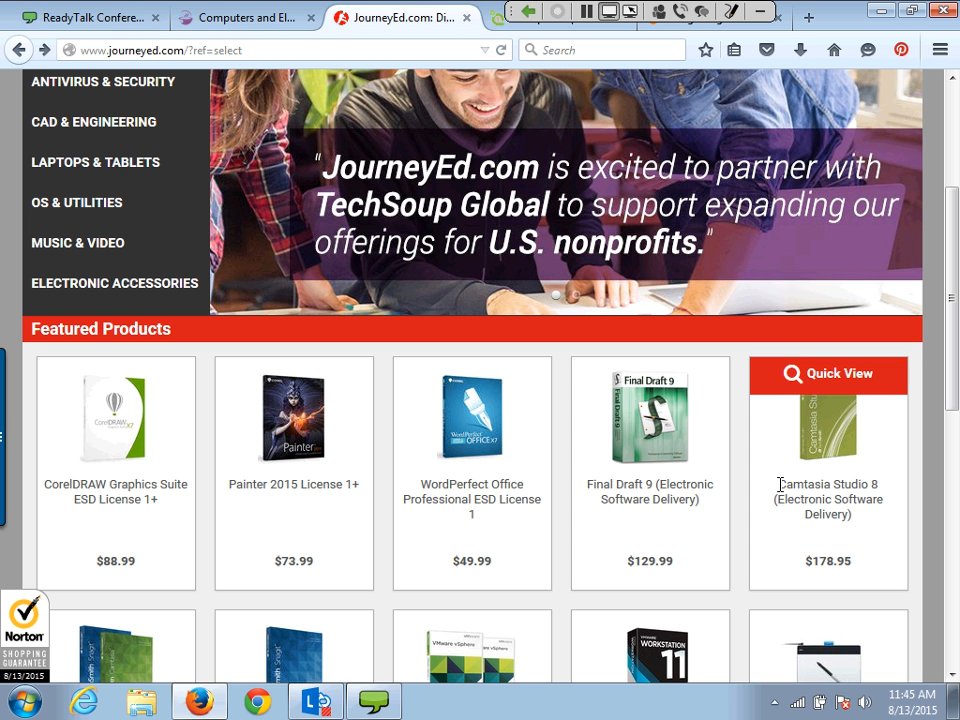 ReadyTalk Confere...
Computers and El...
JourneyEd.com: Di...
www.journeyed.com/?ref=select
Search
ANTIVIRUS & SECURITY
CAD & ENGINEERING
LAPTOPS & TABLETS
OS & UTILITIES
MUSIC & VIDEO
ELECTRONIC ACCESSORIES
" JourneyEd.com is excited to partner with
TechSoup Global to support expanding our
offerings for U.S. nonprofits."
Featured Products
Quick View
CorelDRAW
Painter
WordPerfect
OFFICE X7
Final Draft 9
Camtasia Stu
CorelDRAW Graphics Suite
ESD License 1+
$88.99
Painter 2015 License 1+
$73.99
WordPerfect Office
Professional ESD License
1
$49.99
Final Draft 9 (Electronic
Software Delivery)
$129.99
Camtasia Studio 8
(Electronic Software
Delivery)
$178.95
Norton
SHOPPING
GUARANTEE
8/13/2015
VMware vSphere
VMWARE
WORKSTATION
11
11:45 AM
8/13/2015